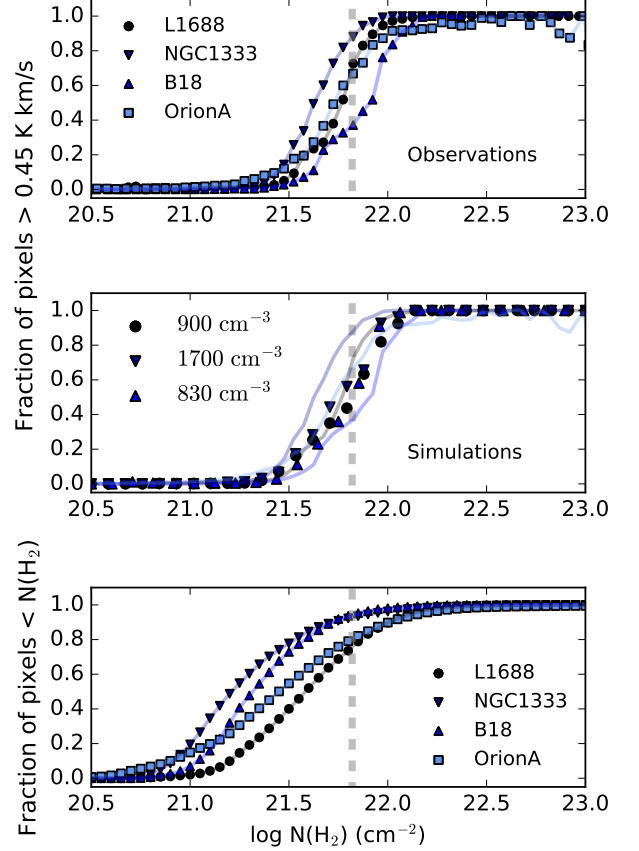 Fraction of pixels > 0.45 K km/s
1.0
0.8
0.6
0.4
0.2
0.0
L1688
NGC1333
B18
OrionA
Observations
20.5 21.0 21.5 22.0 22.5 23.0
1.0
0.8
0.6
0.4
0.2
0.0
900 cm⁻³
1700 cm⁻³
830 cm⁻³
Simulations
20.5 21.0 21.5 22.0 22.5 23.0
Fraction of pixels < N(H₂)
1.0
0.8
0.6
0.4
0.2
0.0
L1688
NGC1333
B18
OrionA
20.5 21.0 21.5 22.0 22.5 23.0
log N(H₂) (cm⁻²)